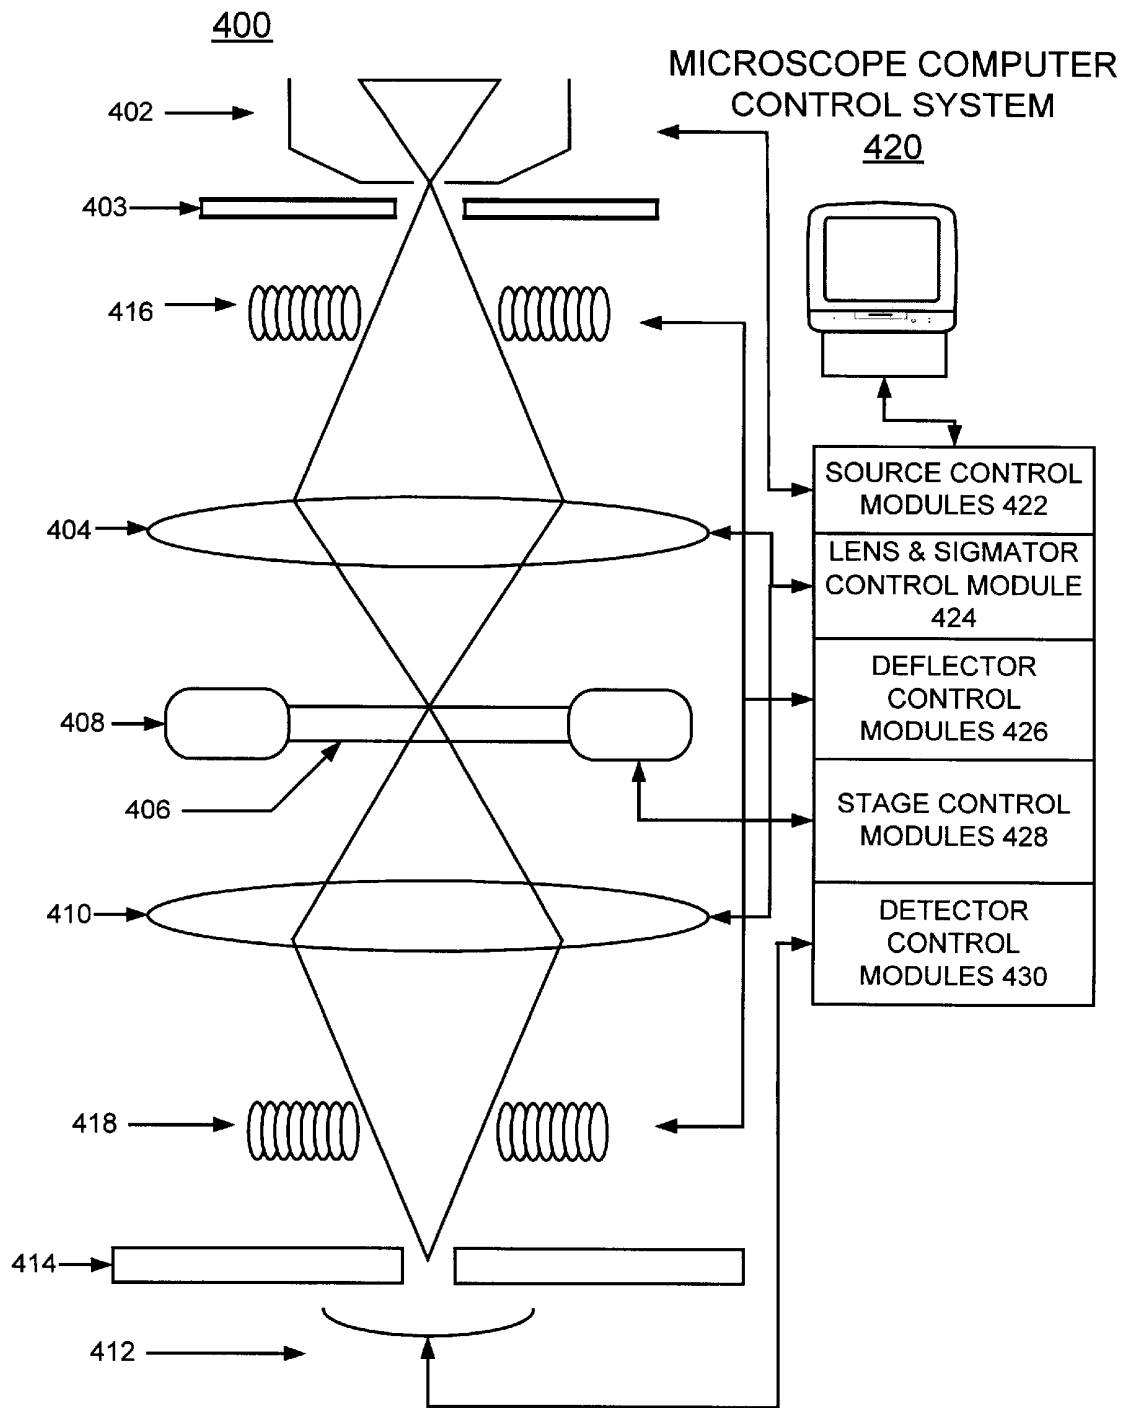 400
MICROSCOPE COMPUTER
CONTROL SYSTEM
420
402
403
416
404
408
406
410
418
414
412
SOURCE CONTROL
MODULES 422
LENS & SIGMATOR
CONTROL MODULE
424
DEFLECTOR
CONTROL
MODULES 426
STAGE CONTROL
MODULES 428
DETECTOR
CONTROL
MODULES 430